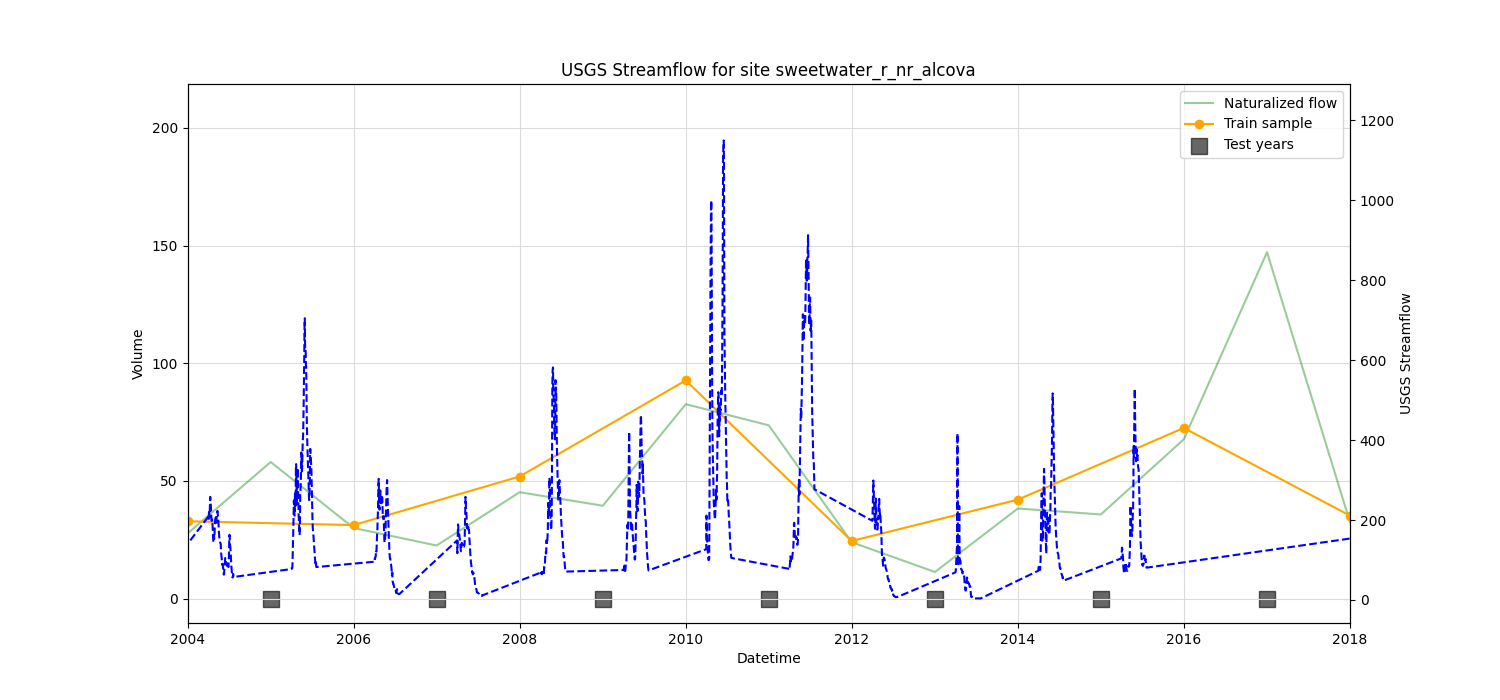 USGS Streamflow for site sweetwater_r_nr_alcova
Naturalized flow
Train sample
Test years
200
150
100
50
0
Volume
1200
1000
800
600
400
200
0
USGS Streamflow
2004 2006 2008 2010 2012 2014 2016 2018
Datetime